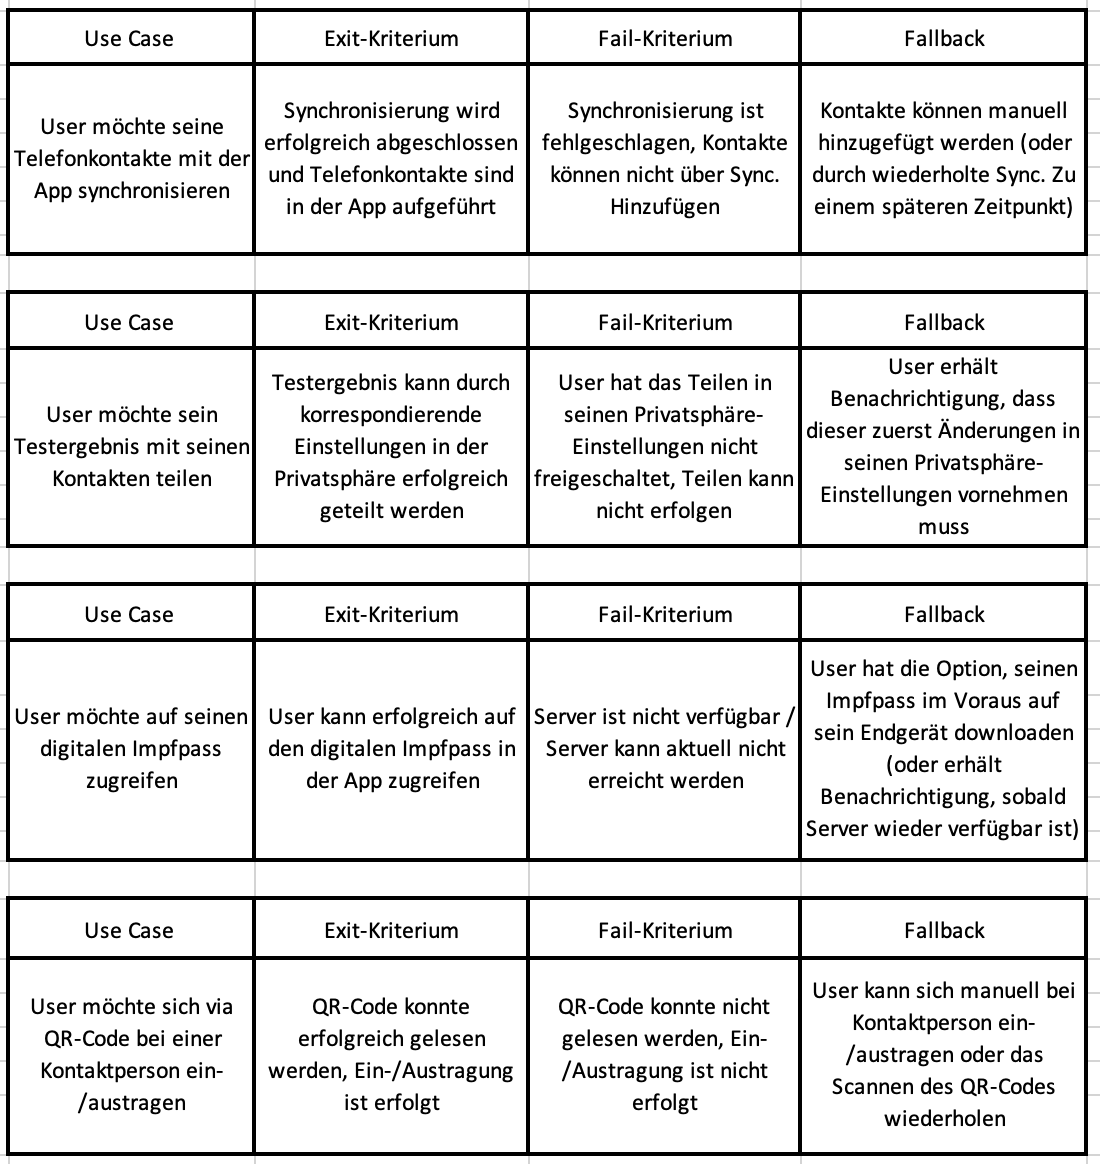 Use Case
Exit-Kriterium
Fail-Kriterium
Fallback
User möchte seine
Telefonkontakte mit der
App synchronisieren
Synchronisierung wird
erfolgreich abgeschlossen
und Telefonkontakte sind
in der App aufgeführt
Synchronisierung ist
fehlgeschlagen, Kontakte
können nicht über Sync.
Hinzufügen
Kontakte können manuell
hinzugefügt werden (oder
durch wiederholte Sync. Zu
einem späteren Zeitpunkt)
Use Case
Exit-Kriterium
Fail-Kriterium
Fallback
User möchte sein
Testergebnis mit seinen
Kontakten teilen
Testergebnis kann durch
korrespondierende
Einstellungen in der
Privatsphäre erfolgreich
geteilt werden
User hat das Teilen in
seinen Privatsphäre-
Einstellungen nicht
freigeschaltet, Teilen kann
nicht erfolgen
User erhält
Benachrichtigung, dass
dieser zuerst Änderungen in
seinen Privatsphäre-
Einstellungen vornehmen
muss
Use Case
Exit-Kriterium
Fail-Kriterium
Fallback
User möchte auf seinen
digitalen Impfpass
zugreifen
User kann erfolgreich auf
den digitalen Impfpass in
der App zugreifen
Server ist nicht verfügbar /
Server kann aktuell nicht
erreicht werden
User hat die Option, seinen
Impfpass im Voraus auf
sein Endgerät downloaden
(oder erhält
Benachrichtigung, sobald
Server wieder verfügbar ist)
Use Case
Exit-Kriterium
Fail-Kriterium
Fallback
User möchte sich via
QR-Code bei einer
Kontaktperson ein-
/austragen
QR-Code konnte
erfolgreich gelesen
werden, Ein-/Austragung
ist erfolgt
QR-Code konnte nicht
gelesen werden, Ein-
/Austragung ist nicht
erfolgt
User kann sich manuell bei
Kontaktperson ein-
/austragen oder das
Scannen des QR-Codes
wiederholen